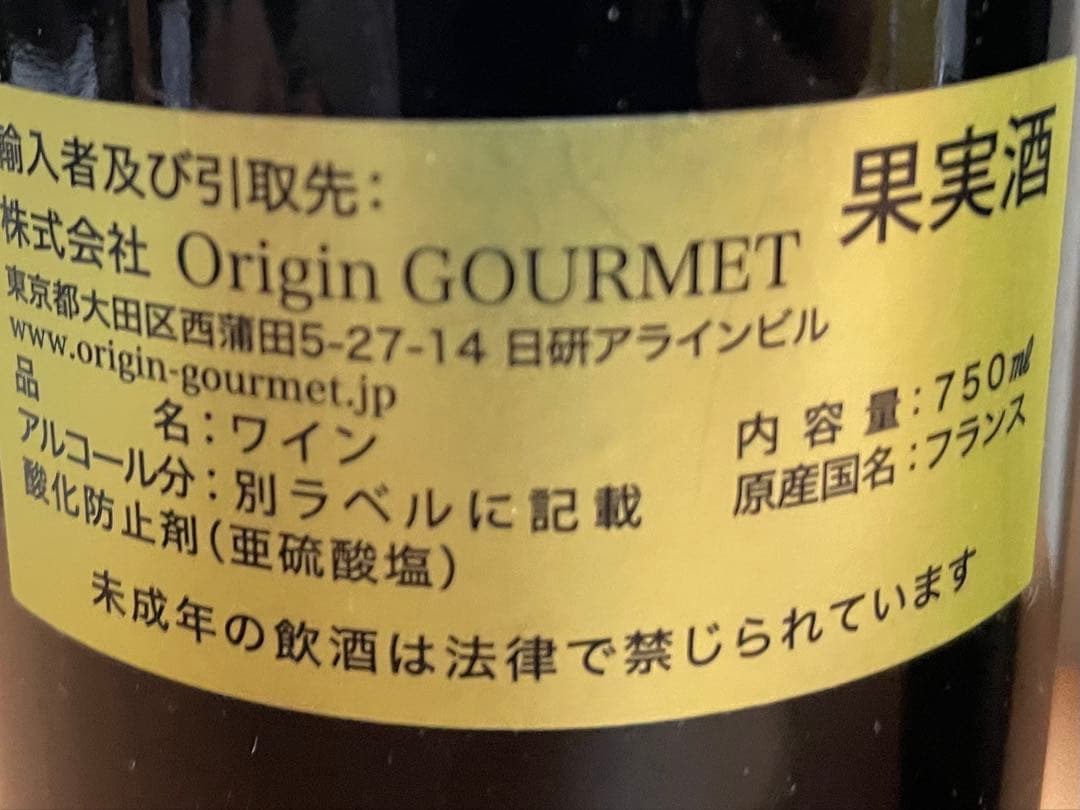 輸入者及び引取先：
果実酒
株式会社 Origin GOURMET
東京都大田区西蒲田5-27-14 日研アラインビル
www.origin-gourmet.jp
品名：ワイン
内容量：750㎖
アルコール分：別ラベルに記載
原産国名：フランス
酸化防止剤(亜硫酸塩)
未成年の飲酒は法律で禁じられています